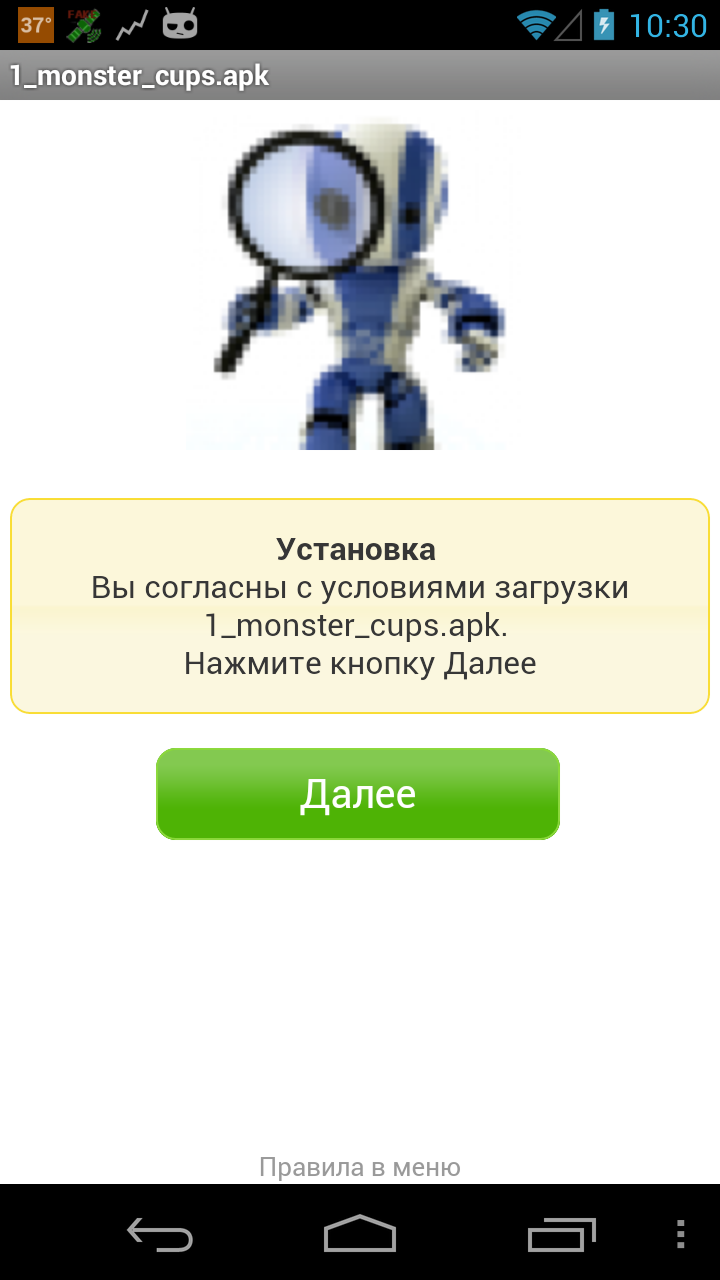 37°
FAKE
10:30
1_monster_cups.apk
Установка
Вы согласны с условиями загрузки
1_monster_cups.apk.
Нажмите кнопку Далее
Далее
Правила в меню